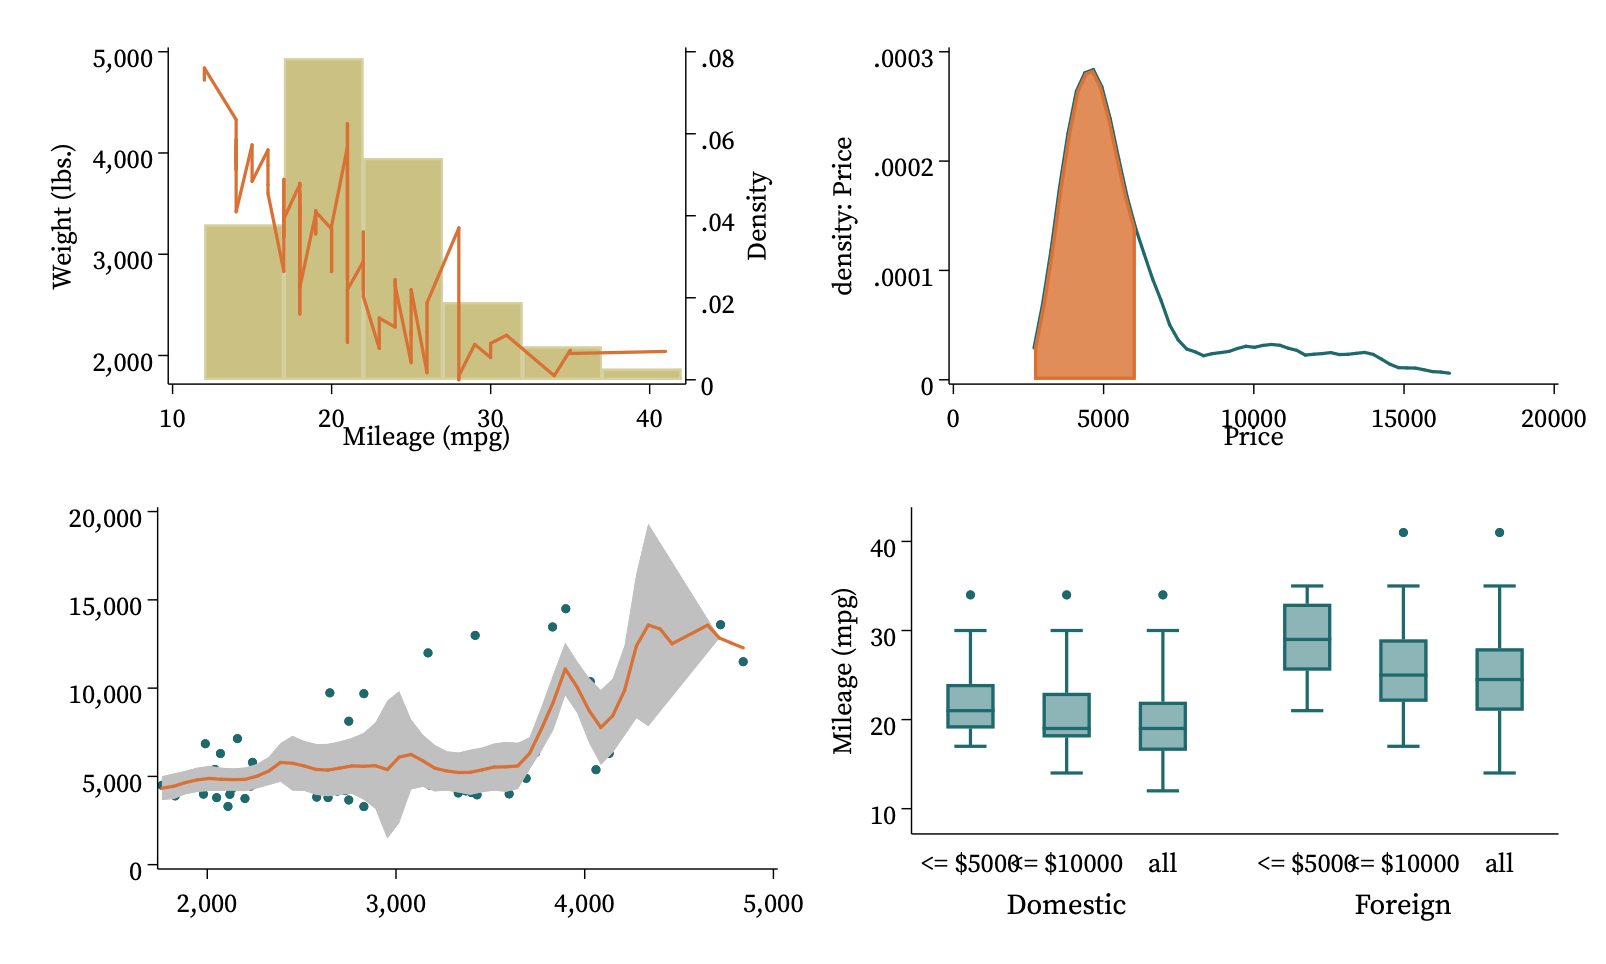 5,000
4,000
3,000
2,000
Weight (lbs.)
.08
.06
.04
.02
0
Density
10 20 30 40
Mileage (mpg)
.0003
.0002
.0001
0
density: Price
0 5000 10000 15000 20000
Price
20,000
15,000
10,000
5,000
0
2,000 3,000 4,000 5,000
40
30
20
10
Mileage (mpg)
<= $5000 <= $10000 all <= $5000 <= $10000 all
Domestic Foreign